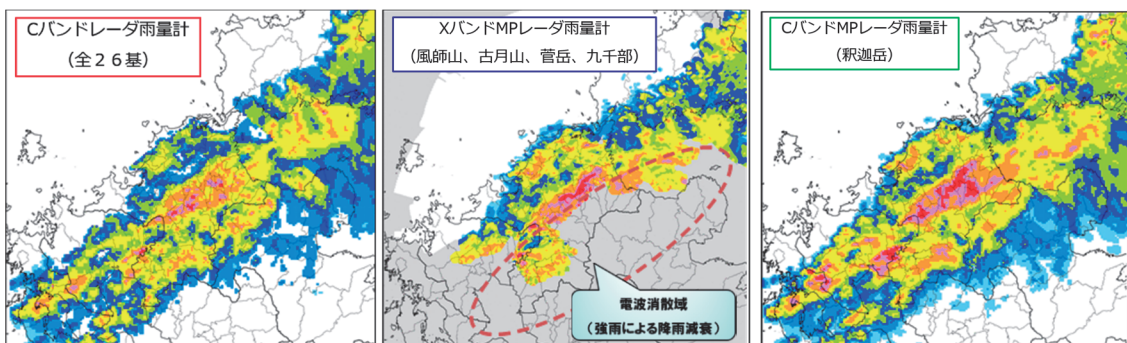 Cバンドレーダ雨量計
（全２６基）
XバンドMPレーダ雨量計
（風師山、古月山、菅岳、九千部）
CバンドMPレーダ雨量計
（釈迦岳）
電波消散域
（強雨による降雨減衰）